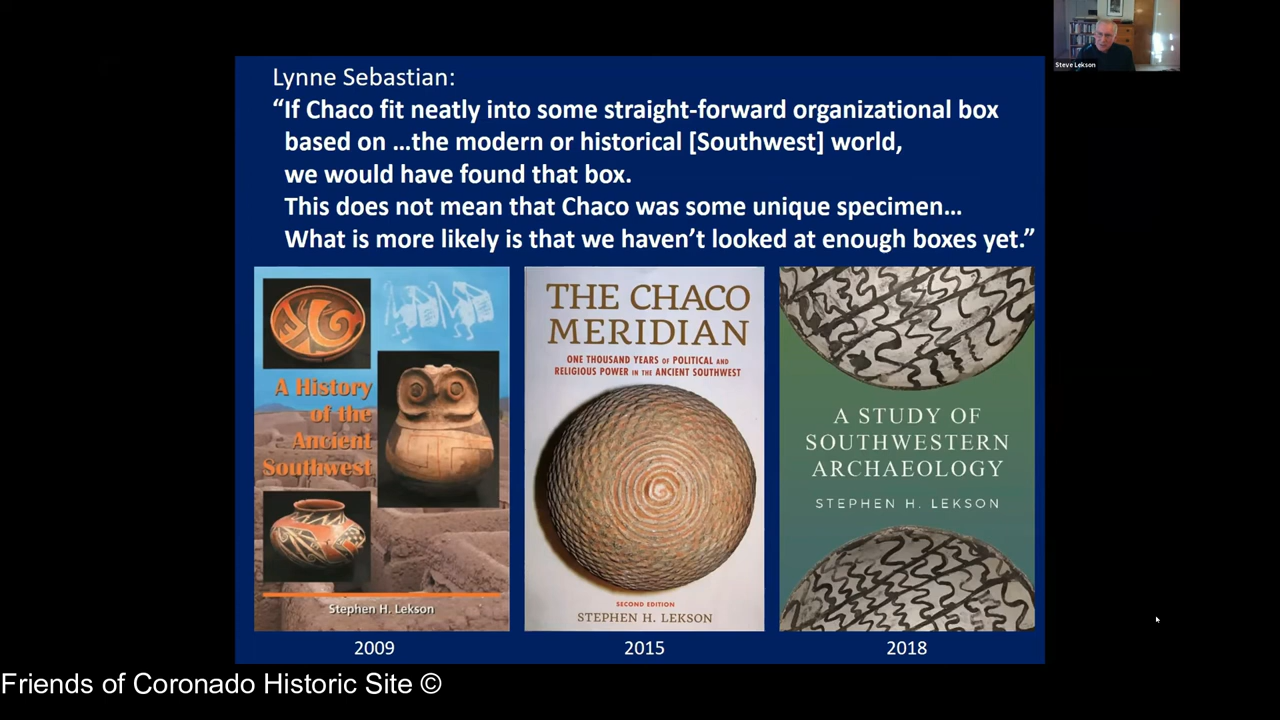 Steve Lekson
Lynne Sebastian:
“If Chaco fit neatly into some straight-forward organizational box
based on …the modern or historical [Southwest] world,
we would have found that box.
This does not mean that Chaco was some unique specimen…
What is more likely is that we haven’t looked at enough boxes yet.”
A History
of the
Ancient
Southwest
Stephen H. Lekson
2009
THE CHACO
MERIDIAN
ONE THOUSAND YEARS OF POLITICAL AND
RELIGIOUS POWER IN THE ANCIENT SOUTHWEST
SECOND EDITION
STEPHEN H. LEKSON
2015
A STUDY OF
SOUTHWESTERN
ARCHAEOLOGY
STEPHEN H. LEKSON
2018
Friends of Coronado Historic Site ©